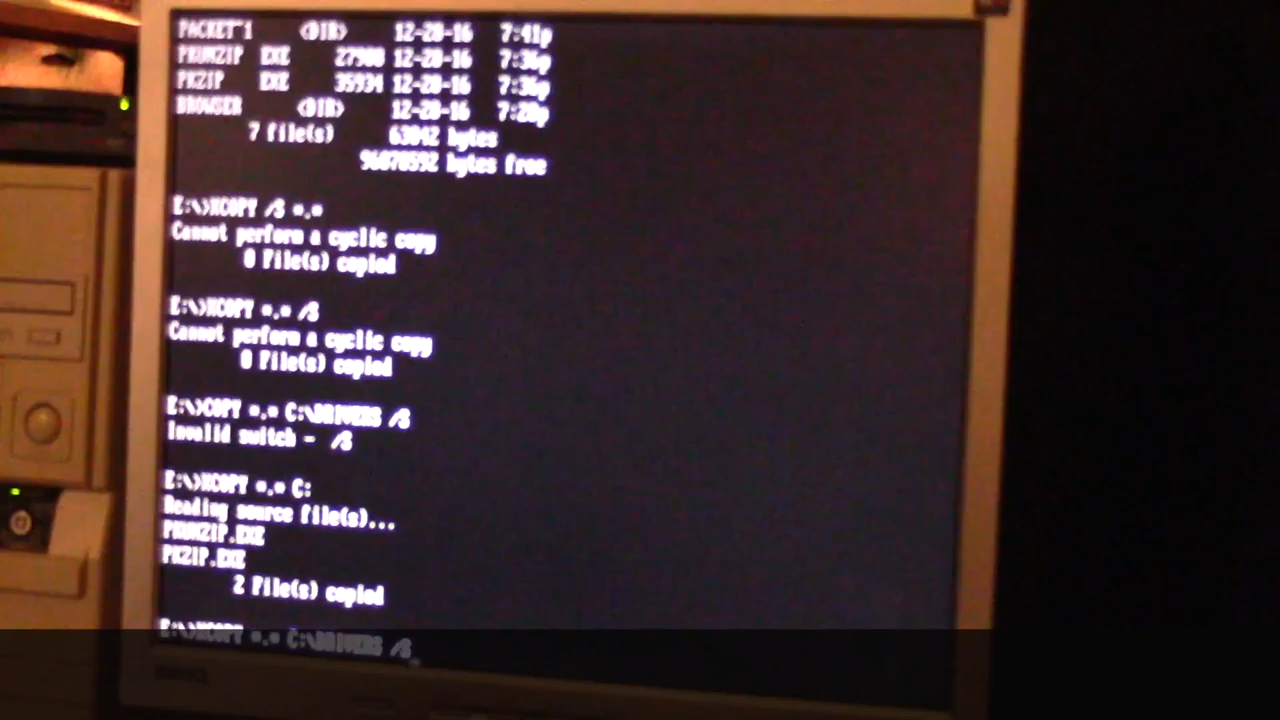 PACKET~1 <DIR> 12-28-16 7:41p
PKUNZIP EXE 27900 12-28-16 7:36p
PKZIP EXE 35934 12-28-16 7:36p
BROWSER <DIR> 12-28-16 7:28p
7 file(s) 63842 bytes
bytes free
E:\>XCOPY /S *.*
Cannot perform a cyclic copy
0 File(s) copied
E:\>XCOPY *.* /S
Cannot perform a cyclic copy
0 File(s) copied
E:\>COPY *.* C:\DRIVERS /S
Invalid switch - /S
E:\>XCOPY *.* C:
Reading source file(s)...
PKUNZIP.EXE
PKZIP.EXE
2 File(s) copied
E:\>XCOPY *.* C:\DRIVERS /S_